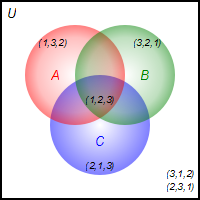 U
(1,3,2) (3,2,1)
A B
(1,2,3)
C
(2,1,3)
(3,1,2)
(2,3,1)